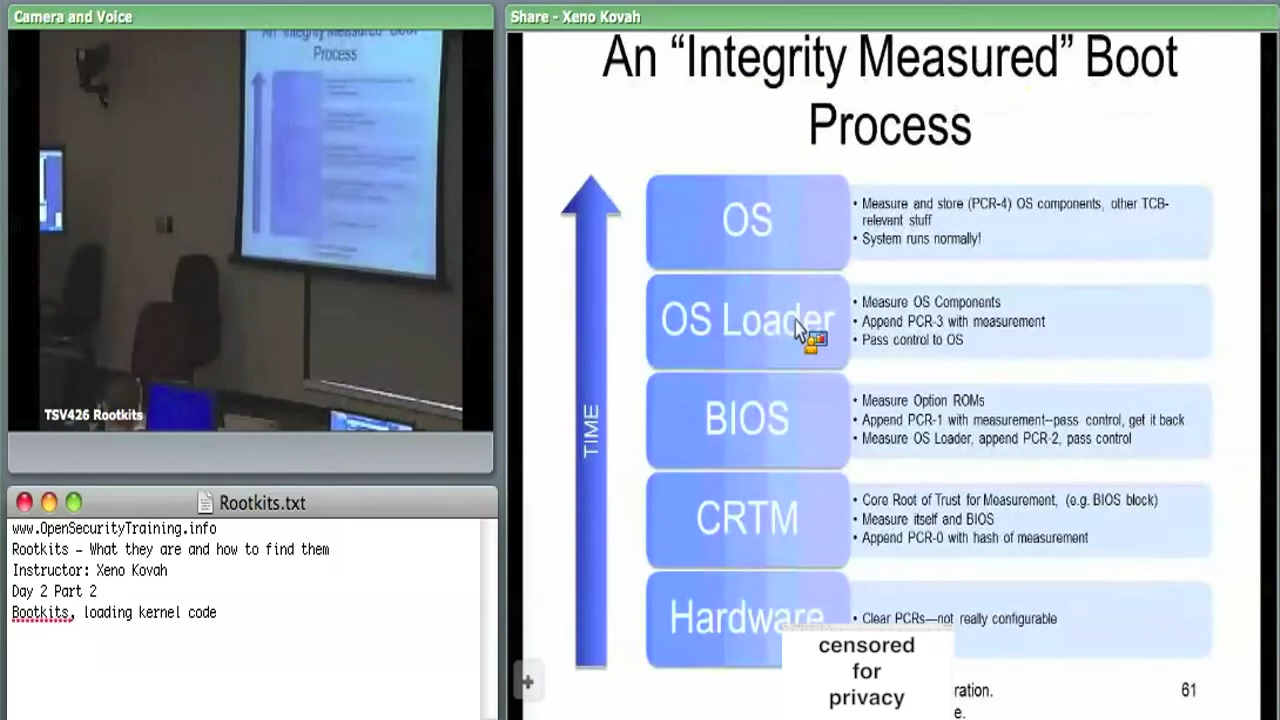 Camera and Voice
An "Integrity Measured" Boot
Process
TSV426 Rootkits
Rootkits.txt
www.OpenSecurityTraining.info
Rootkits - What they are and how to find them
Instructor: Xeno Kovah
Day 2 Part 2
Bootkits, loading kernel code
Share - Xeno Kovah
An “Integrity Measured” Boot
Process
TIME
OS
• Measure and store (PCR-4) OS components, other TCB-
relevant stuff
• System runs normally!
OS Loader
• Measure OS Components
• Append PCR-3 with measurement
• Pass control to OS
BIOS
• Measure Option ROMs
• Append PCR-1 with measurement--pass control, get it back
• Measure OS Loader, append PCR-2, pass control
CRTM
• Core Root of Trust for Measurement, (e.g. BIOS block)
• Measure itself and BIOS
• Append PCR-0 with hash of measurement
Hardware
• Clear PCRs—not really configurable
censored
for
privacy
ration.
e.
61